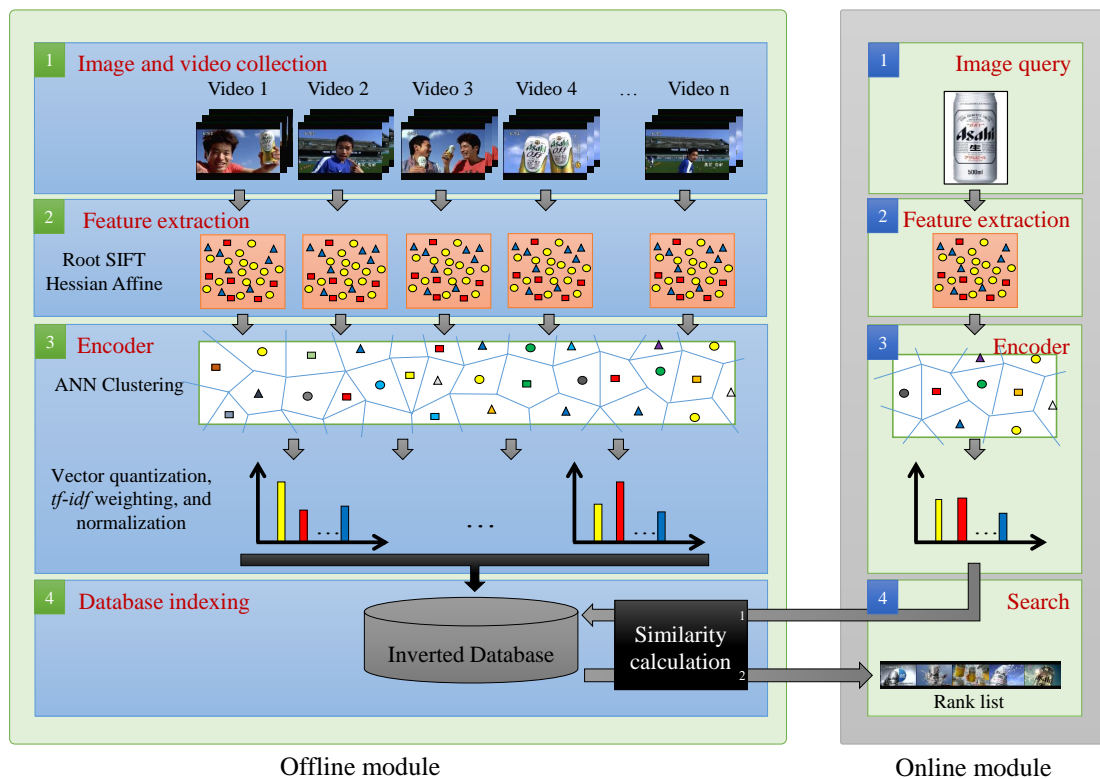 1
Image and video collection
Video 1
Video 2
Video 3
Video 4
...
Video n
2
Feature extraction
Root SIFT
Hessian Affine
3
Encoder
ANN Clustering
Vector quantization,
tf-idf weighting, and
normalization
...
...
...
4
Database indexing
Inverted Database
Similarity
calculation
1
2
Offline module
1
Image query
Asahi
生
500ml
2
Feature extraction
3
Encoder
...
4
Search
Rank list
Online module